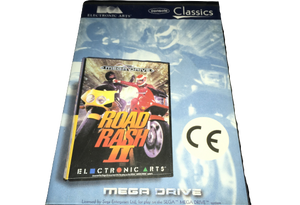 ELECTRONIC ARTS
Classics
ROAD
RASH
II
ELECTRONIC ARTS
CE
MEGA DRIVE